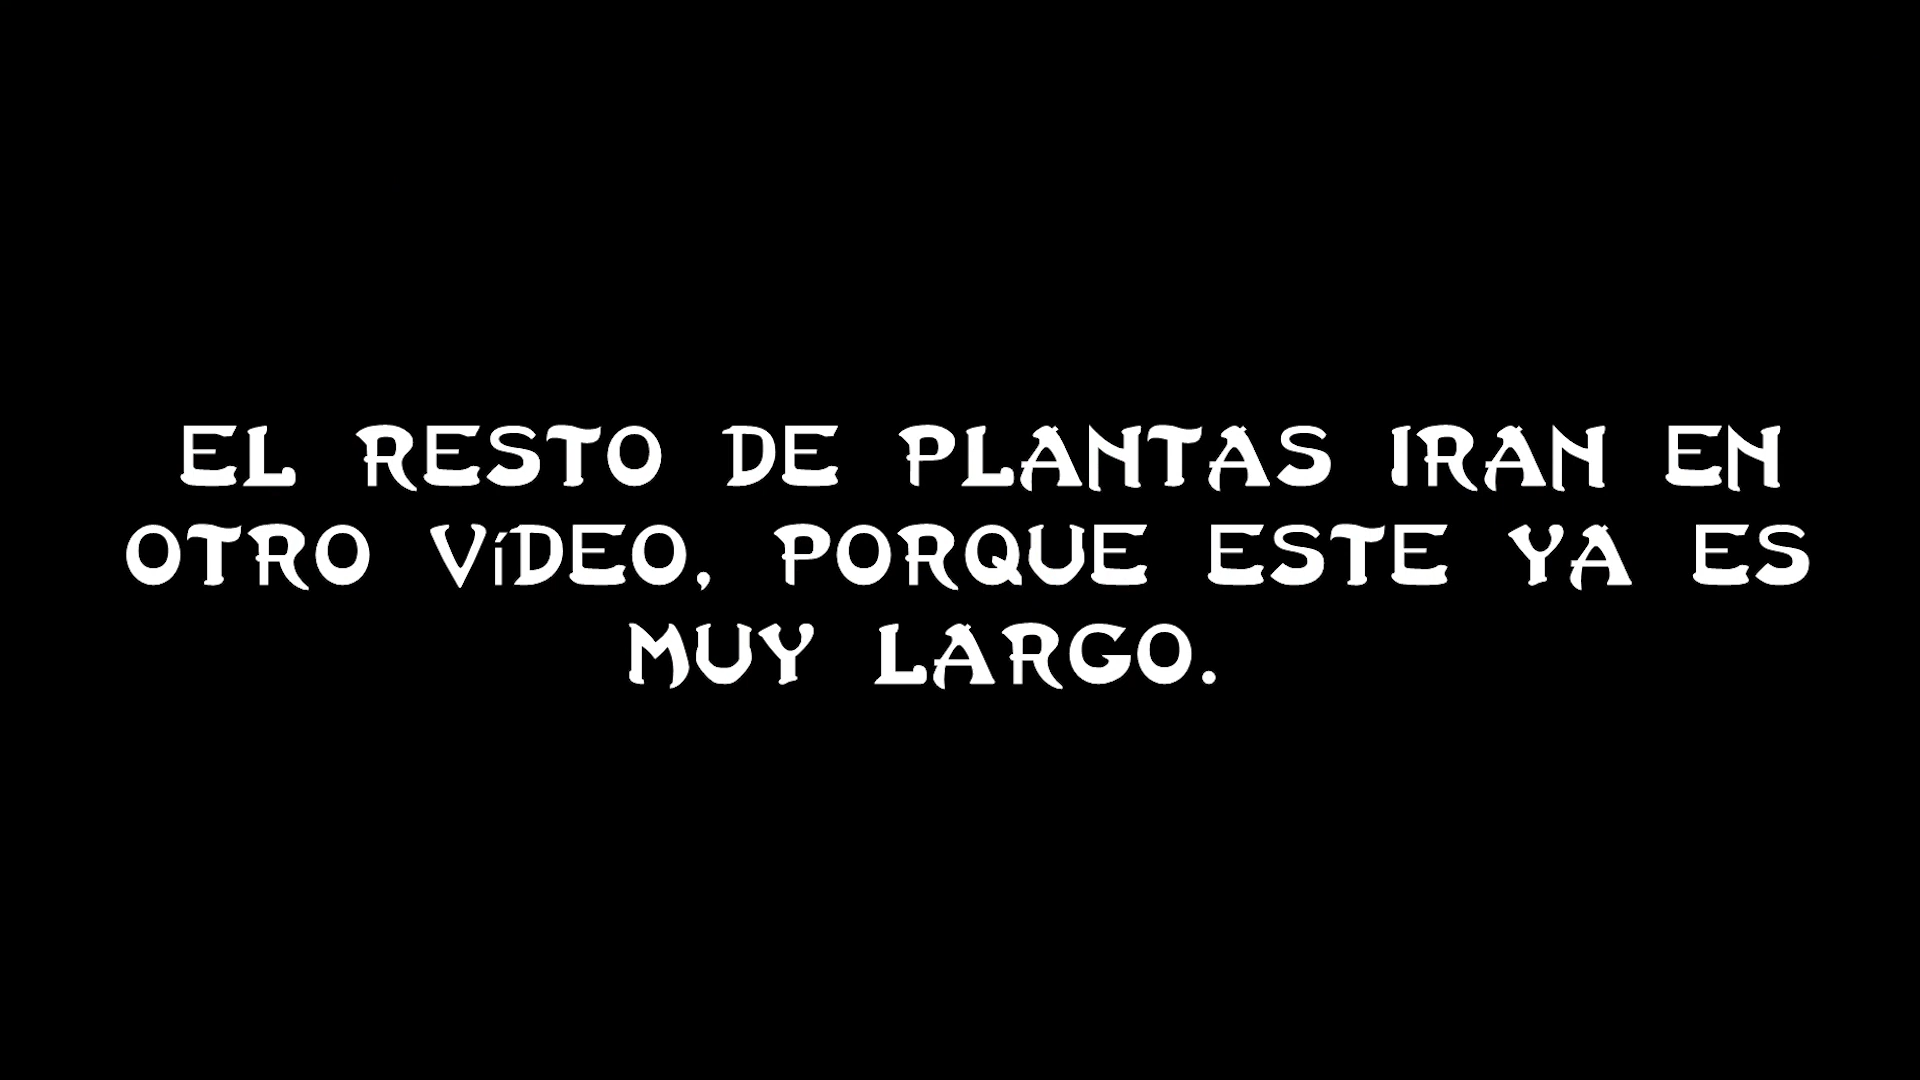 EL RESTO DE PLANTAS IRAN EN
OTRO VíDEO, PORQUE ESTE YA ES
MUY LARGO.